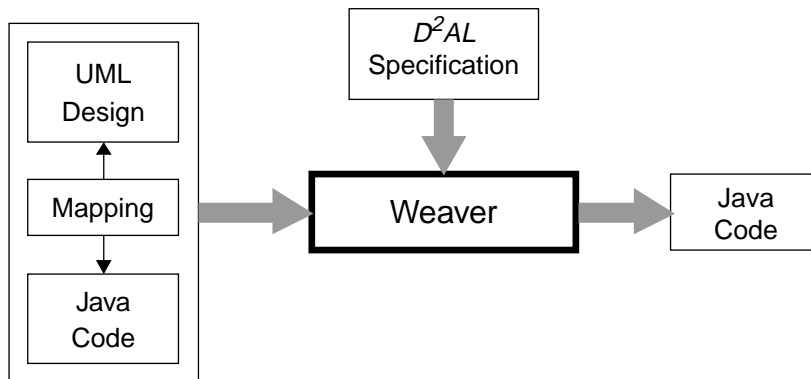 UML
Design
Mapping
Java
Code
D²AL
Specification
Weaver
Java
Code